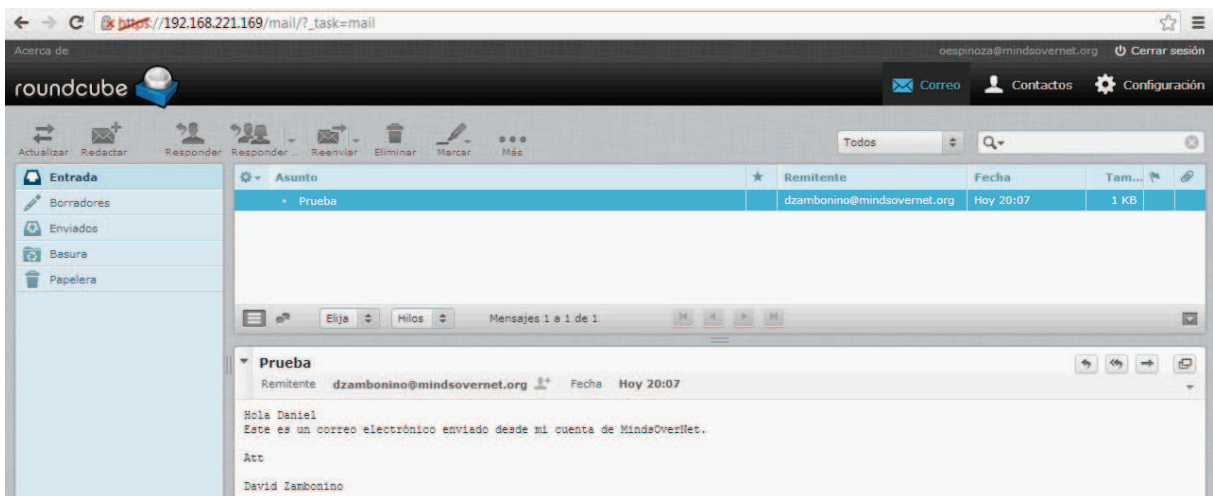 https://192.168.221.169/mail/?_task=mail
Acerca de
oespinoza@mindsovernet.org Cerrar sesión
roundcube
Correo Contactos Configuración
Actualizar Redactar Responder Responder ... Reenviar Eliminar Marcar Más
Todos
Entrada
Borradores
Enviados
Basura
Papelera
Asunto Remitente Fecha Tam...
Prueba dzambonino@mindsovernet.org Hoy 20:07 1 KB
Elija Hilos Mensajes 1 a 1 de 1
Prueba
Remitente dzambonino@mindsovernet.org Fecha Hoy 20:07
Hola Daniel
Este es un correo electrónico enviado desde mi cuenta de MindsOverNet.
Att
David Zambonino